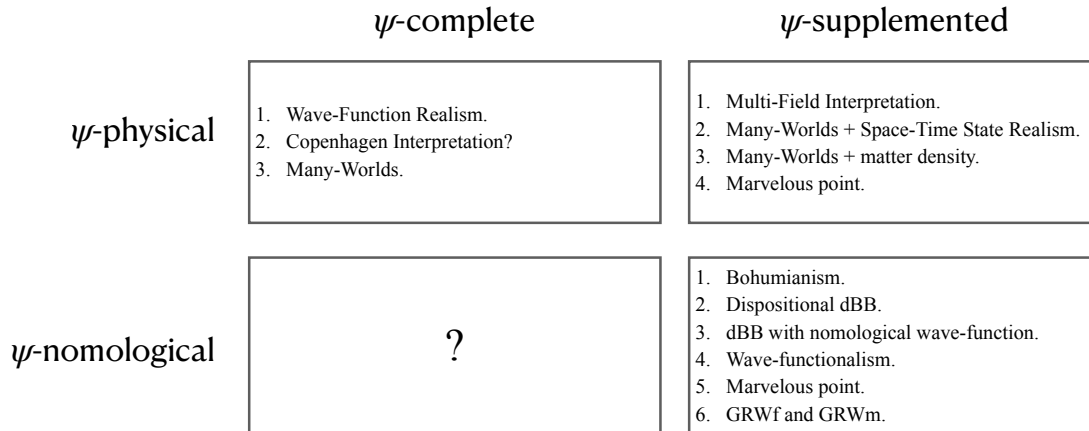 ψ-complete
ψ-supplemented
ψ-physical
1. Wave-Function Realism.
2. Copenhagen Interpretation?
3. Many-Worlds.
1. Multi-Field Interpretation.
2. Many-Worlds + Space-Time State Realism.
3. Many-Worlds + matter density.
4. Marvelous point.
ψ-nomological
?
1. Bohumianism.
2. Dispositional dBB.
3. dBB with nomological wave-function.
4. Wave-functionalism.
5. Marvelous point.
6. GRWf and GRWm.